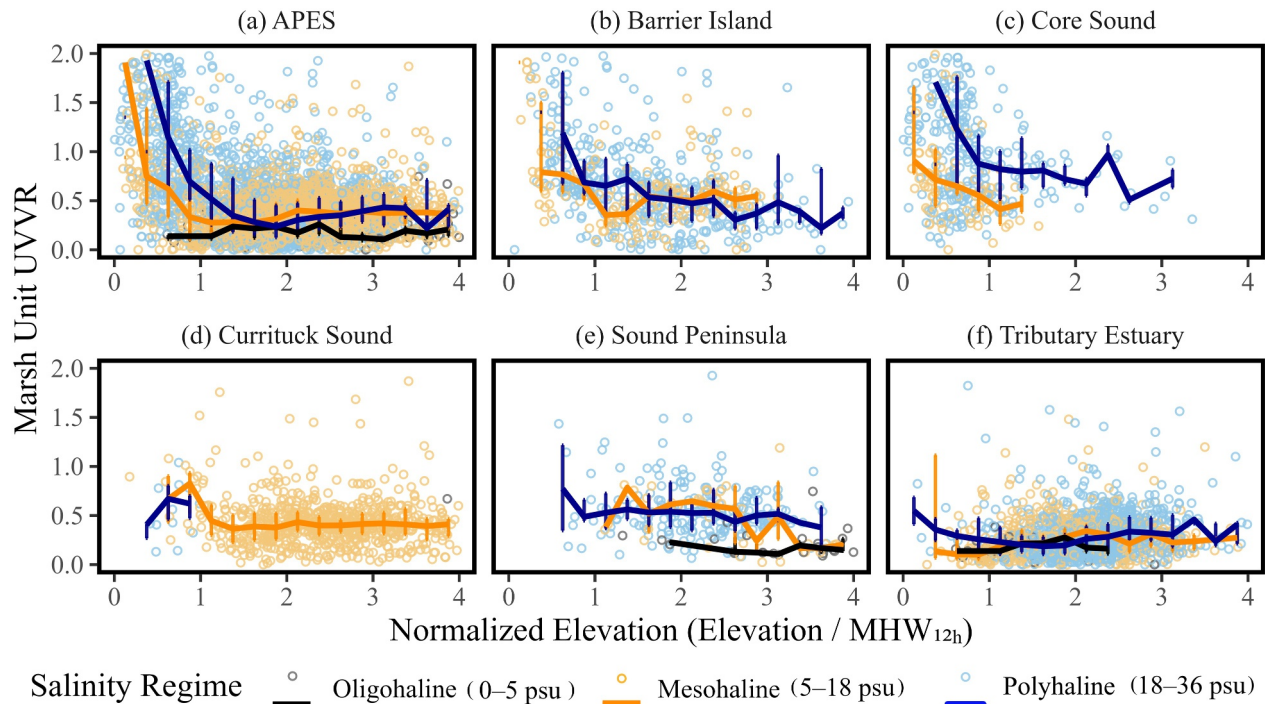 (a) APES (b) Barrier Island (c) Core Sound
2.0
1.5
1.0
0.5
0.0
0 1 2 3 4 0 1 2 3 4 0 1 2 3 4
Marsh Unit UVVR
(d) Currituck Sound (e) Sound Peninsula (f) Tributary Estuary
2.0
1.5
1.0
0.5
0.0
0 1 2 3 4 0 1 2 3 4 0 1 2 3 4
Normalized Elevation (Elevation / MHW₁₂ₕ)
Salinity Regime Oligohaline (0–5 psu) Mesohaline (5–18 psu) Polyhaline (18–36 psu)